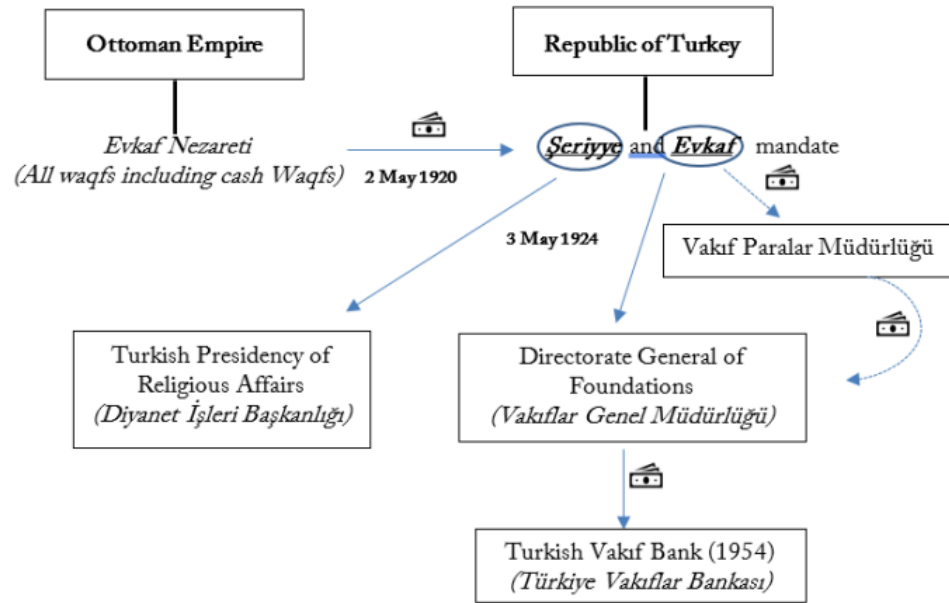 Ottoman Empire
Republic of Turkey
Evkaf Nezareti
(All waqfs including cash Waqfs)
2 May 1920
Şeriyye and Evkaf mandate
3 May 1924
Vakıf Paralar Müdürlüğü
Turkish Presidency of
Religious Affairs
(Diyanet İşleri Başkanlığı)
Directorate General of
Foundations
(Vakıflar Genel Müdürlüğü)
Turkish Vakıf Bank (1954)
(Türkiye Vakıflar Bankası)